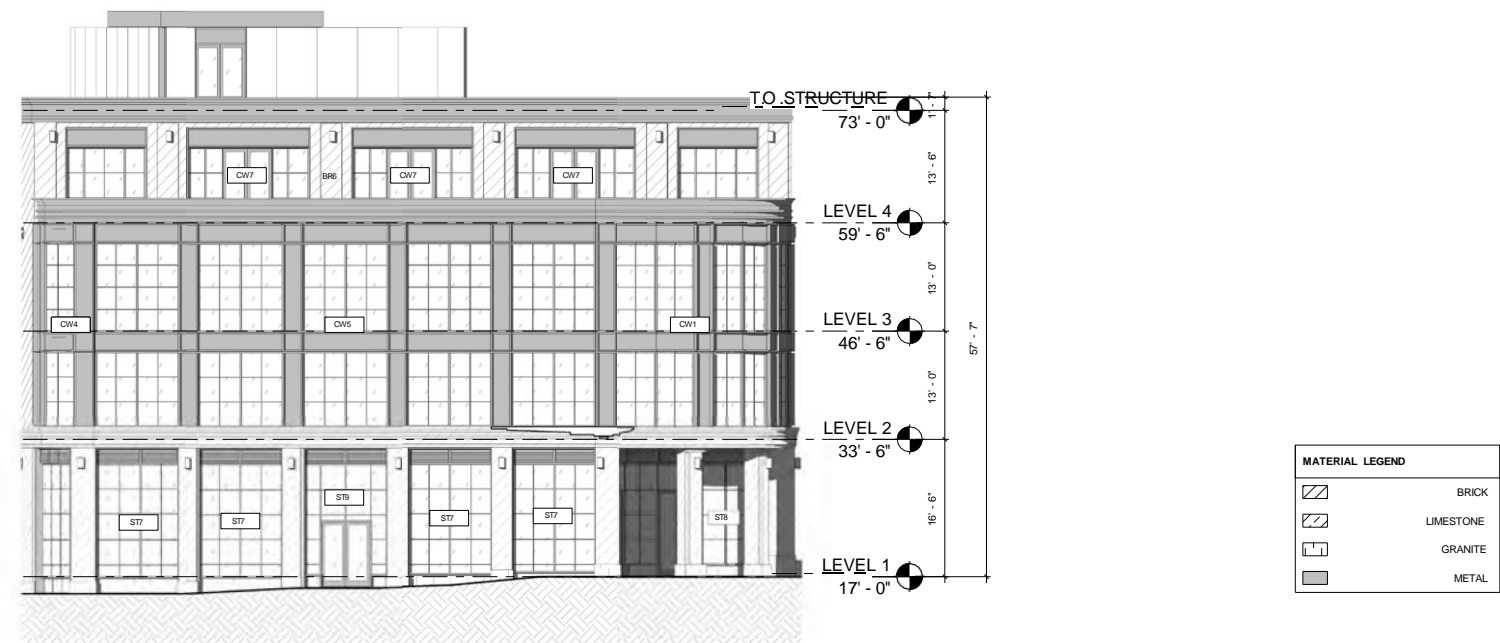 T.O. STRUCTURE
73' - 0"
1' - 7"
13' - 6"
CW7
BR6
CW7
CW7
LEVEL 4
59' - 6"
13' - 0"
CW4
CW5
CW1
LEVEL 3
46' - 6"
57' - 7"
13' - 0"
LEVEL 2
33' - 6"
16' - 6"
ST7
ST7
ST9
ST7
ST7
ST8
LEVEL 1
17' - 0"
MATERIAL LEGEND
BRICK
LIMESTONE
GRANITE
METAL